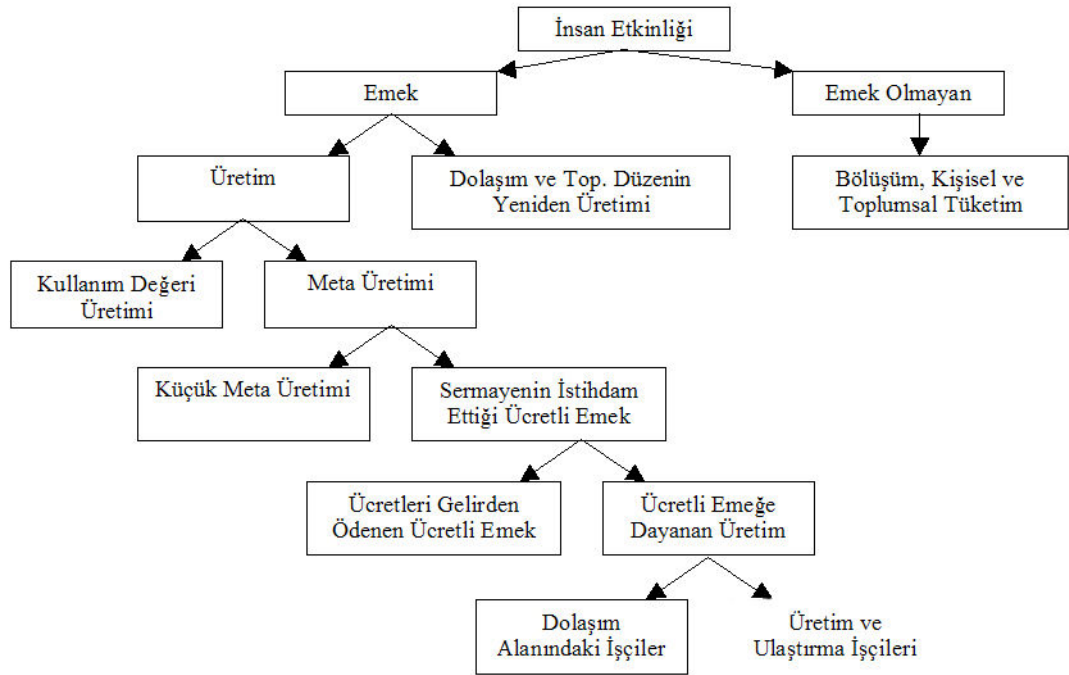 İnsan Etkinliği
Emek
Emek Olmayan
Üretim
Dolaşım ve Top. Düzenin
Yeniden Üretimi
Bölüşüm, Kişisel ve
Toplumsal Tüketim
Kullanım Değeri
Üretimi
Meta Üretimi
Küçük Meta Üretimi
Sermayenin İstihdam
Ettiği Ücretli Emek
Ücretleri Gelirden
Ödenen Ücretli Emek
Ücretli Emeğe
Dayanan Üretim
Dolaşım
Alanındaki İşçiler
Üretim ve
Ulaştırma İşçileri